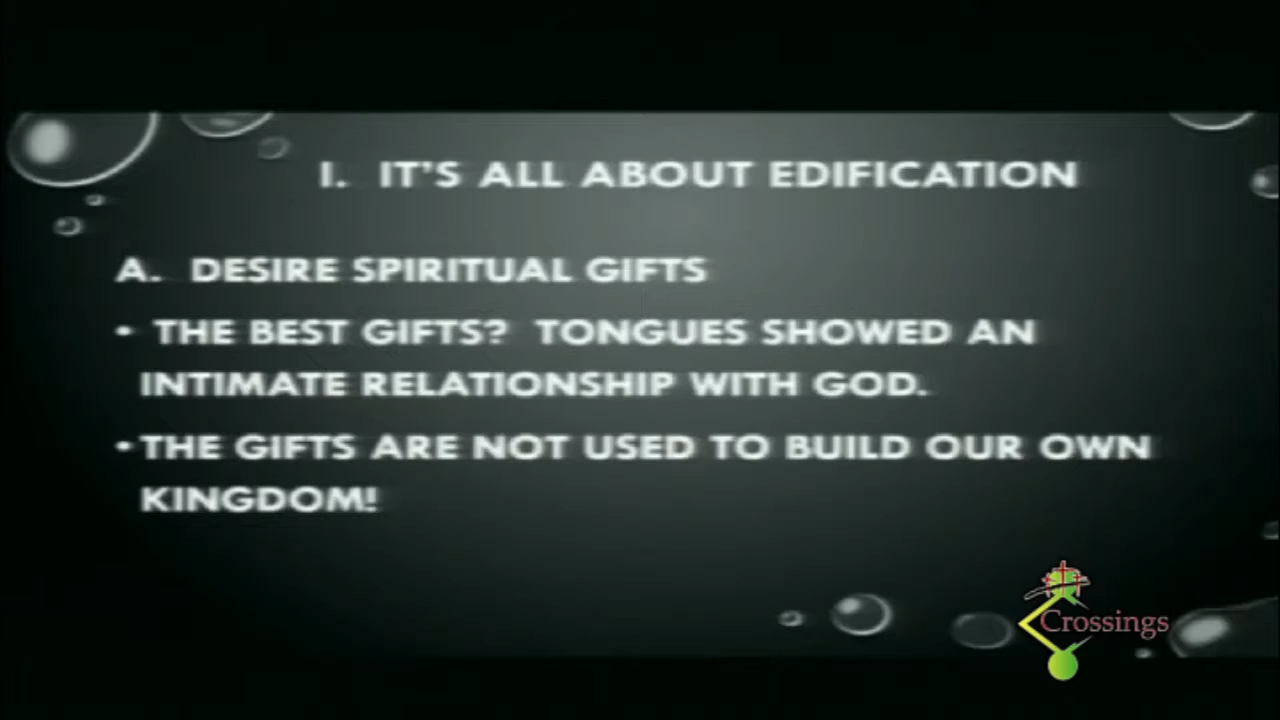 I. IT'S ALL ABOUT EDIFICATION
A. DESIRE SPIRITUAL GIFTS
• THE BEST GIFTS? TONGUES SHOWED AN
INTIMATE RELATIONSHIP WITH GOD.
• THE GIFTS ARE NOT USED TO BUILD OUR OWN
KINGDOM!
Crossings